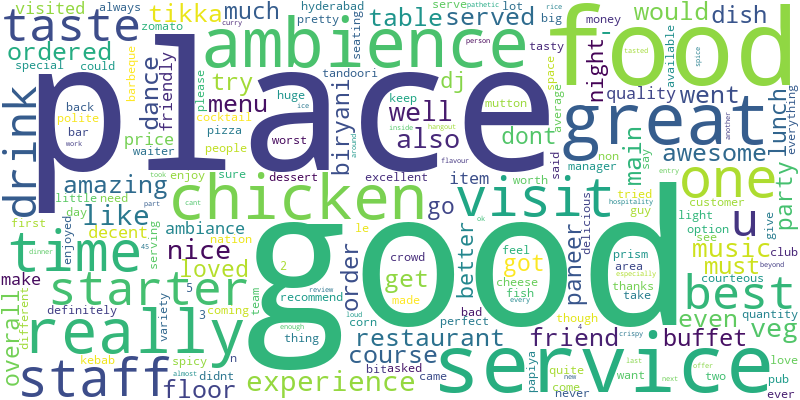 visited
always
tikka
much
hyderabad
pretty
serve
pathetic
lot
rice
money
taste
zomato
curry
table
served
person
big
tasty
would
dish
ordered
ambience
food
tasted
special
could
dance
friendly
try
dj
seating
tandoori
space
night
available
spice
place
barbeque
please
huge
ice
menu
keep
well
mutton
average
quality
went
lunch
everything
drink
back
polite
bar
work
cocktail
pizza
worst
biryani
inside
hangout
also
great
another
price
waiter
people
around
flavour
dont
said
manager
non
main
say
awesome
amazing
enjoy
sure
dessert
excellent
item
worth
tried
guy
entry
hospitality
one
party
little
need
took
part
cant
chicken
go
visit
delicious
customer
light
option
give
like
day
first
decent
enjoyed
45
ambiance
le
better
paneer
ok
u
see
music
club
time
dinner
serving
nice
nation
2
order
crowd
feel
got
prism
area
must
courteous
beyond
make
starter
loved
good
get
cheese
fish
every
thanks
take
especially
best
overall
different
definitely
variety
5
3
coming
team
recommend
review
loud
corn
made
perfect
bad
though
4
crispy
even
quantity
veg
really
almost
kebab
spicy
n
didnt
thing
enough
restaurant
friend
buffet
love
staff
floor
experience
course
bit
asked
came
service
papiya
quite
new
come
never
want
last
next
two
offer
pub
ever